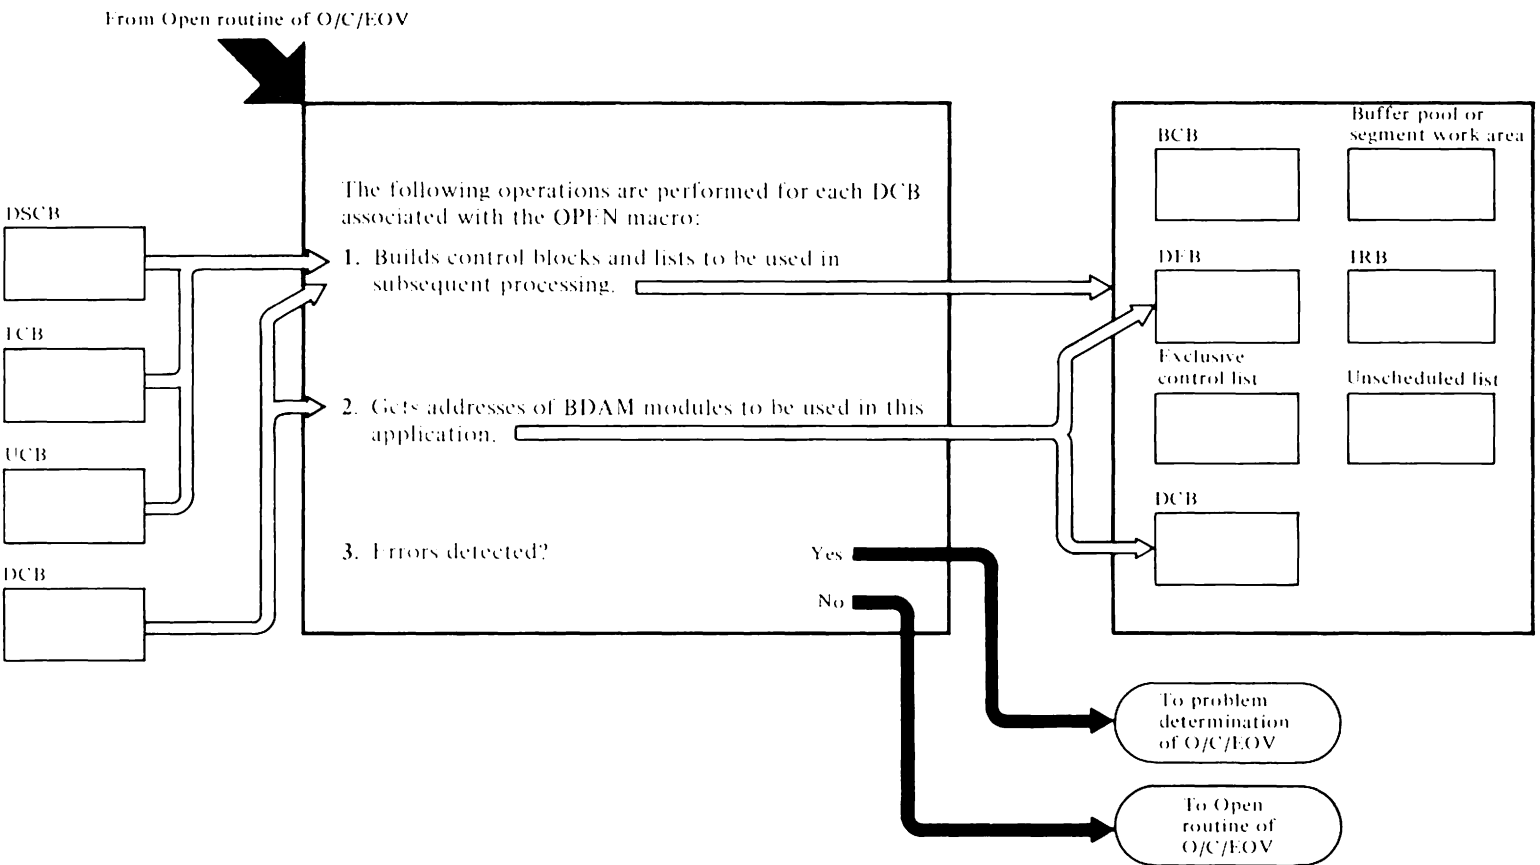 From Open routine of O/C/EOV
The following operations are performed for each DCB
associated with the OPEN macro:
1. Builds control blocks and lists to be used in
subsequent processing.
2. Gets addresses of BDAM modules to be used in this
application.
3. Errors detected?
Yes
No
DSCB
TCB
UCB
DCB
BCB
Buffer pool or
segment work area
DEB
IRB
Exclusive
control list
Unscheduled list
DCB
To problem
determination
of O/C/EOV
To Open
routine of
O/C/EOV